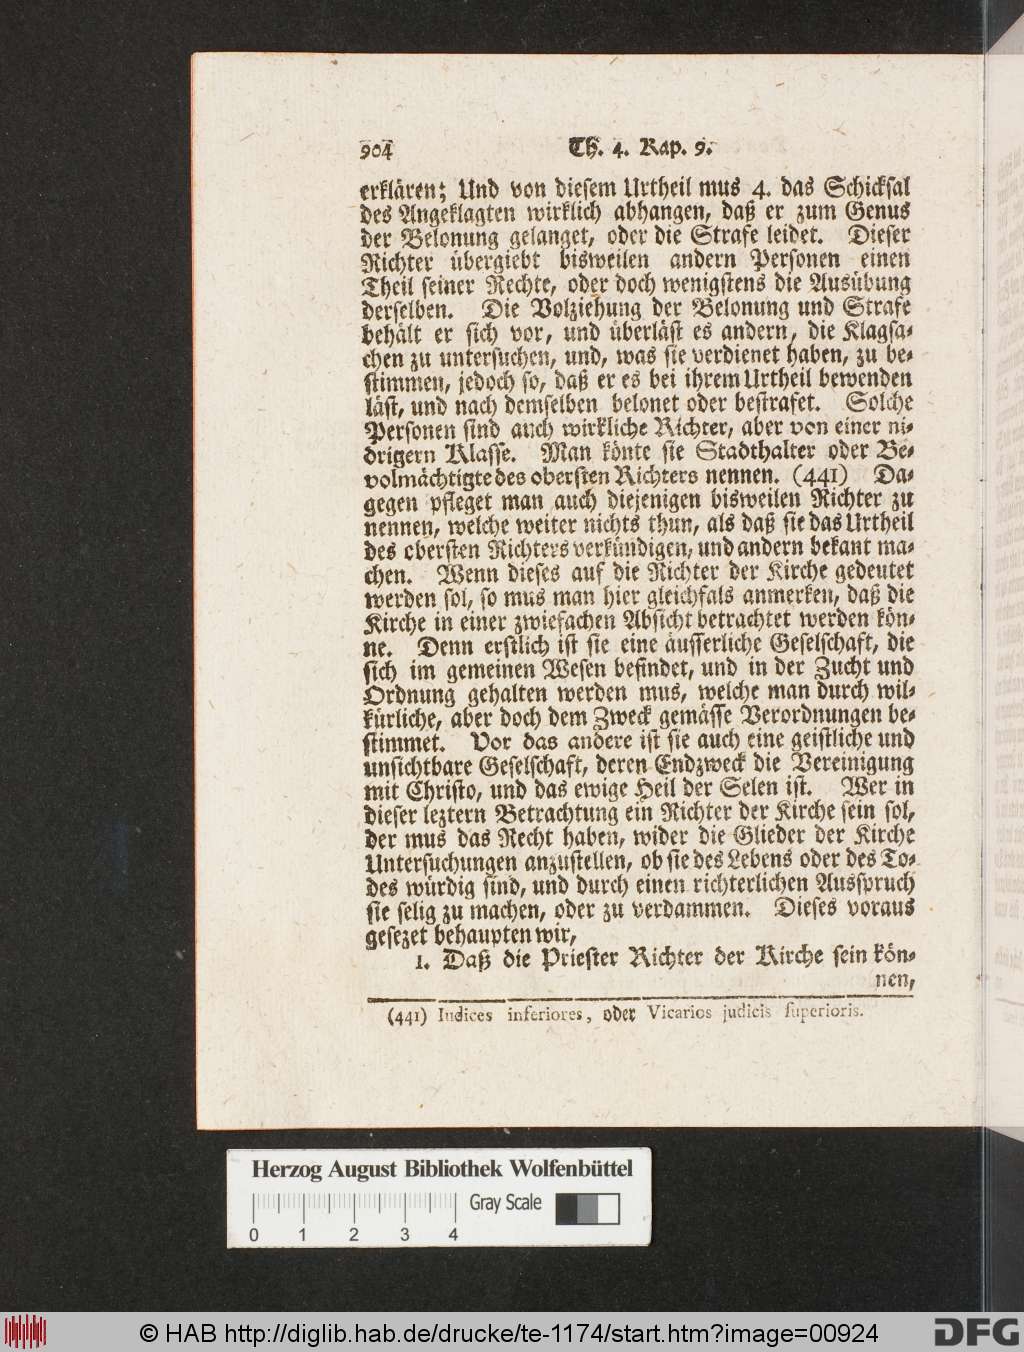 904 Th. 4. Kap. 9.
erklären; Und von diesem Urtheil mus 4. das Schicksal
des Angeklagten wirklich abhangen, daß er zum Genus
der Belonung gelanget, oder die Strafe leidet. Dieser
Richter übergiebt bisweilen andern Personen einen
Theil seiner Rechte, oder doch wenigstens die Ausübung
derselben. Die Volziehung der Belonung und Strafe
behält er sich vor, und überläst es andern, die Klagsa-
chen zu untersuchen, und, was sie verdienet haben, zu be-
stimmen, jedoch so, daß er es bei ihrem Urtheil bewenden
läst, und nach demselben belonet oder bestrafet. Solche
Personen sind auch wirkliche Richter, aber von einer ni-
drigern Klasse. Man könte sie Stadthalter oder Be-
volmächtigte des obersten Richters nennen. (441) Da-
gegen pfleget man auch diejenigen bisweilen Richter zu
nennen, welche weiter nichts thun, als daß sie das Urtheil
des obersten Richters verkündigen, und andern bekant ma-
chen. Wenn dieses auf die Richter der Kirche gedeutet
werden sol, so mus man hier gleichfals anmerken, daß die
Kirche in einer zwiefachen Absicht betrachtet werden kön-
ne. Denn erstlich ist sie eine äusserliche Geselschaft, die
sich im gemeinen Wesen befindet, und in der Zucht und
Ordnung gehalten werden mus, welche man durch wil-
kürliche, aber doch dem Zweck gemässe Verordnungen be-
stimmet. Vor das andere ist sie auch eine geistliche und
unsichtbare Geselschaft, deren Endzweck die Vereinigung
mit Christo, und das ewige Heil der Selen ist. Wer in
dieser leztern Betrachtung ein Richter der Kirche sein sol,
der mus das Recht haben, wider die Glieder der Kirche
Untersuchungen anzustellen, ob sie des Lebens oder des To-
des würdig sind, und durch einen richterlichen Ausspruch
sie selig zu machen, oder zu verdammen. Dieses voraus
gesezet behaupten wir,
1. Daß die Priester Richter der Kirche sein kön-
nen,
(441) Iudices inferiores, oder Vicarios judicis superioris.
Herzog August Bibliothek Wolfenbüttel
Gray Scale
0 1 2 3 4
© HAB http://diglib.hab.de/drucke/te-1174/start.htm?image=00924
DFG